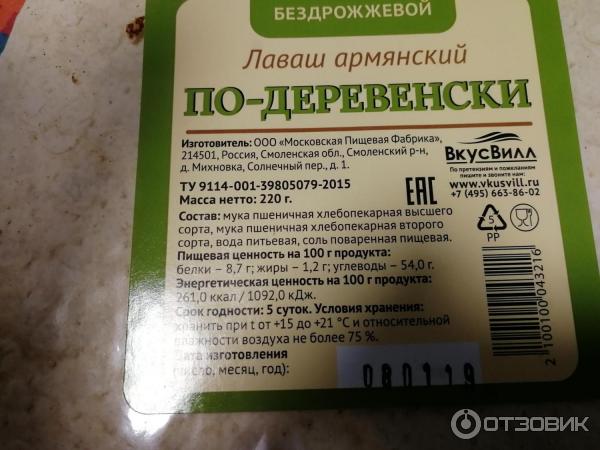 БЕЗДРОЖЖЕВОЙ
Лаваш армянский
ПО-ДЕРЕВЕНСКИ
Изготовитель: ООО «Московская Пищевая Фабрика»,
214501, Россия, Смоленская обл., Смоленский р-н,
д. Михновка, Солнечный пер., д. 1.
ТУ 9114-001-39805079-2015
Масса нетто: 220 г.
ЕАС
ВкусВилл
По претензиям и пожеланиям
пишите и звоните нам:
www.vkusvill.ru
+7 (495) 663-86-02
5
PP
Состав: мука пшеничная хлебопекарная высшего
сорта, мука пшеничная хлебопекарная второго
сорта, вода питьевая, соль поваренная пищевая.
Пищевая ценность на 100 г продукта:
белки – 8,7 г; жиры – 1,2 г; углеводы – 54,0 г.
Энергетическая ценность на 100 г продукта:
261,0 ккал / 1092,0 кДж.
Срок годности: 5 суток. Условия хранения:
хранить при t от +15 до +21 °С и относительной
влажности воздуха не более 75 %.
Дата изготовления
(число, месяц, год):
080119
2 100100 043216
ОТЗОВИК